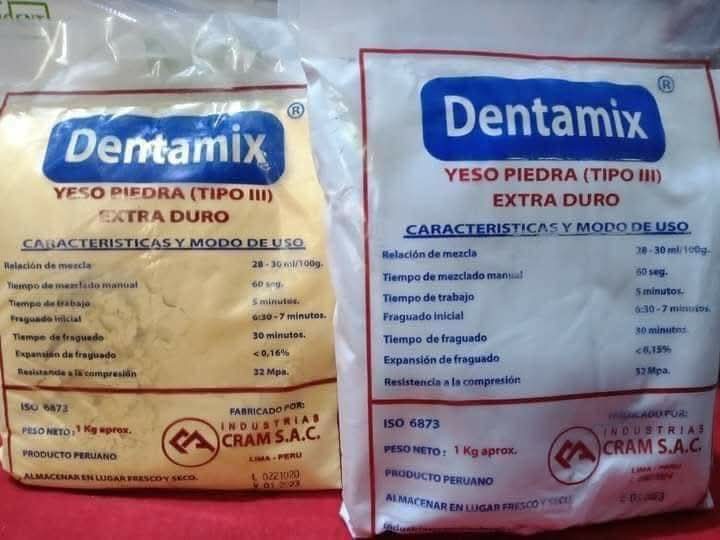 Dentamix ®
YESO PIEDRA (TIPO III)
EXTRA DURO
CARACTERISTICAS Y MODO DE USO
Relación de mezcla 28 - 30 ml/100g.
Tiempo de mezclado manual 60 seg.
Tiempo de trabajo 5 minutos.
Fraguado inicial 6:30 - 7 minutos.
Tiempo de fraguado 30 minutos.
Expansión de fraguado < 0,16%
Resistencia a la compresión 32 Mpa.
ISO 6873
FABRICADO POR:
PESO NETO : 1 Kg aprox.
INDUSTRIAS
CRAM S.A.C.
PRODUCTO PERUANO
LIMA - PERU
ALMACENAR EN LUGAR FRESCO Y SECO.
L 0221020
V 01 2023
Dentamix ®
YESO PIEDRA (TIPO III)
EXTRA DURO
CARACTERISTICAS Y MODO DE USO
Relación de mezcla 28 - 30 ml/100g.
Tiempo de mezclado manual 60 seg.
Tiempo de trabajo 5 minutos.
Fraguado inicial 6:30 - 7 minutos.
Tiempo de fraguado 30 minutos.
Expansión de fraguado < 0,15%
Resistencia a la compresión 32 Mpa.
ISO 6873
FABRICADO POR:
PESO NETO : 1 Kg aprox.
INDUSTRIAS
CRAM S.A.C.
PRODUCTO PERUANO
LIMA - PERU
ALMACENAR EN LUGAR FRESCO Y SECO.